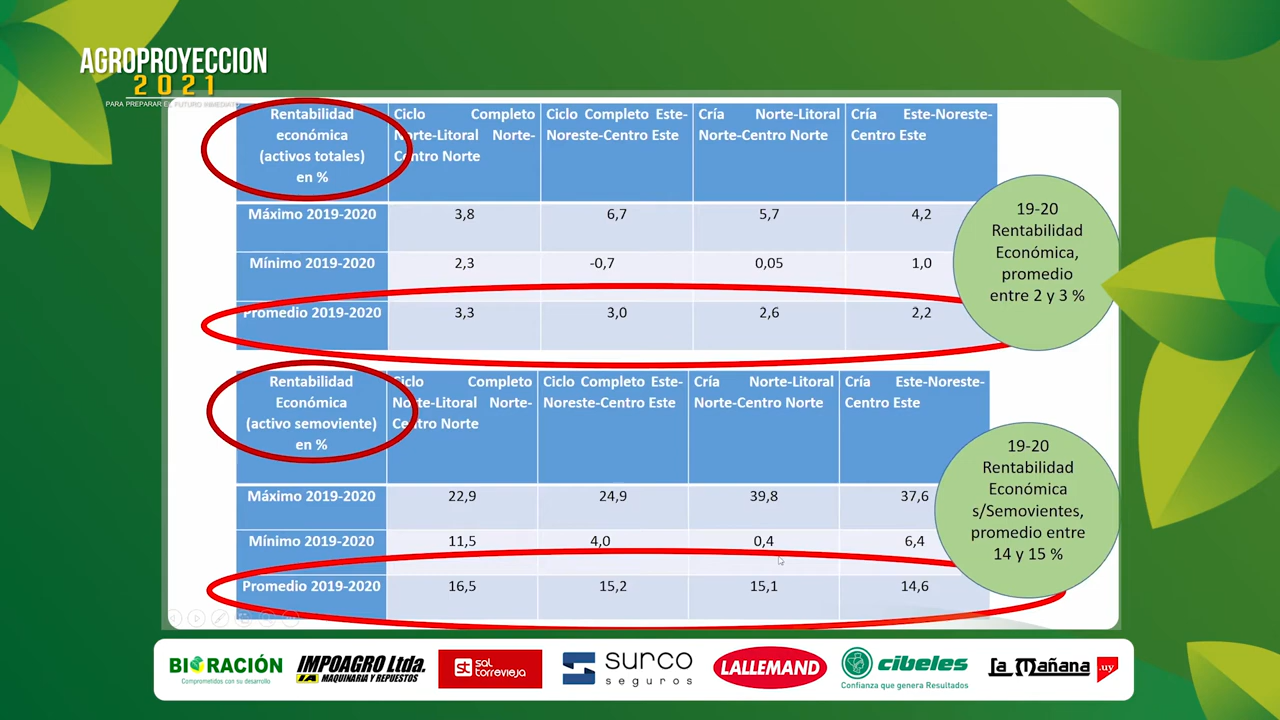 AGROPROYECCION
2021
PARA PREPARAR EL FUTURO INMEDIATO
Rentabilidad económica (activos totales) en % | Ciclo Completo Norte-Litoral Norte-Centro Norte | Ciclo Completo Este-Noreste-Centro Este | Cría Norte-Litoral Norte-Centro Norte | Cría Este-Noreste-Centro Este
Máximo 2019-2020 | 3,8 | 6,7 | 5,7 | 4,2
Mínimo 2019-2020 | 2,3 | -0,7 | 0,05 | 1,0
Promedio 2019-2020 | 3,3 | 3,0 | 2,6 | 2,2
19-20
Rentabilidad
Económica,
promedio
entre 2 y 3 %
Rentabilidad Económica (activo semoviente) en % | Ciclo Completo Norte-Litoral Norte-Centro Norte | Ciclo Completo Este-Noreste-Centro Este | Cría Norte-Litoral Norte-Centro Norte | Cría Este-Noreste-Centro Este
Máximo 2019-2020 | 22,9 | 24,9 | 39,8 | 37,6
Mínimo 2019-2020 | 11,5 | 4,0 | 0,4 | 6,4
Promedio 2019-2020 | 16,5 | 15,2 | 15,1 | 14,6
19-20
Rentabilidad
Económica
s/Semovientes,
promedio entre
14 y 15 %
BIORACIÓN
Comprometidos con su desarrollo
IMPOAGRO Ltda.
MAQUINARIA Y REPUESTOS
st sal torrevieja
surco
seguros
LALLEMAND
cibeles
Confianza que genera Resultados
La Mañana .uy